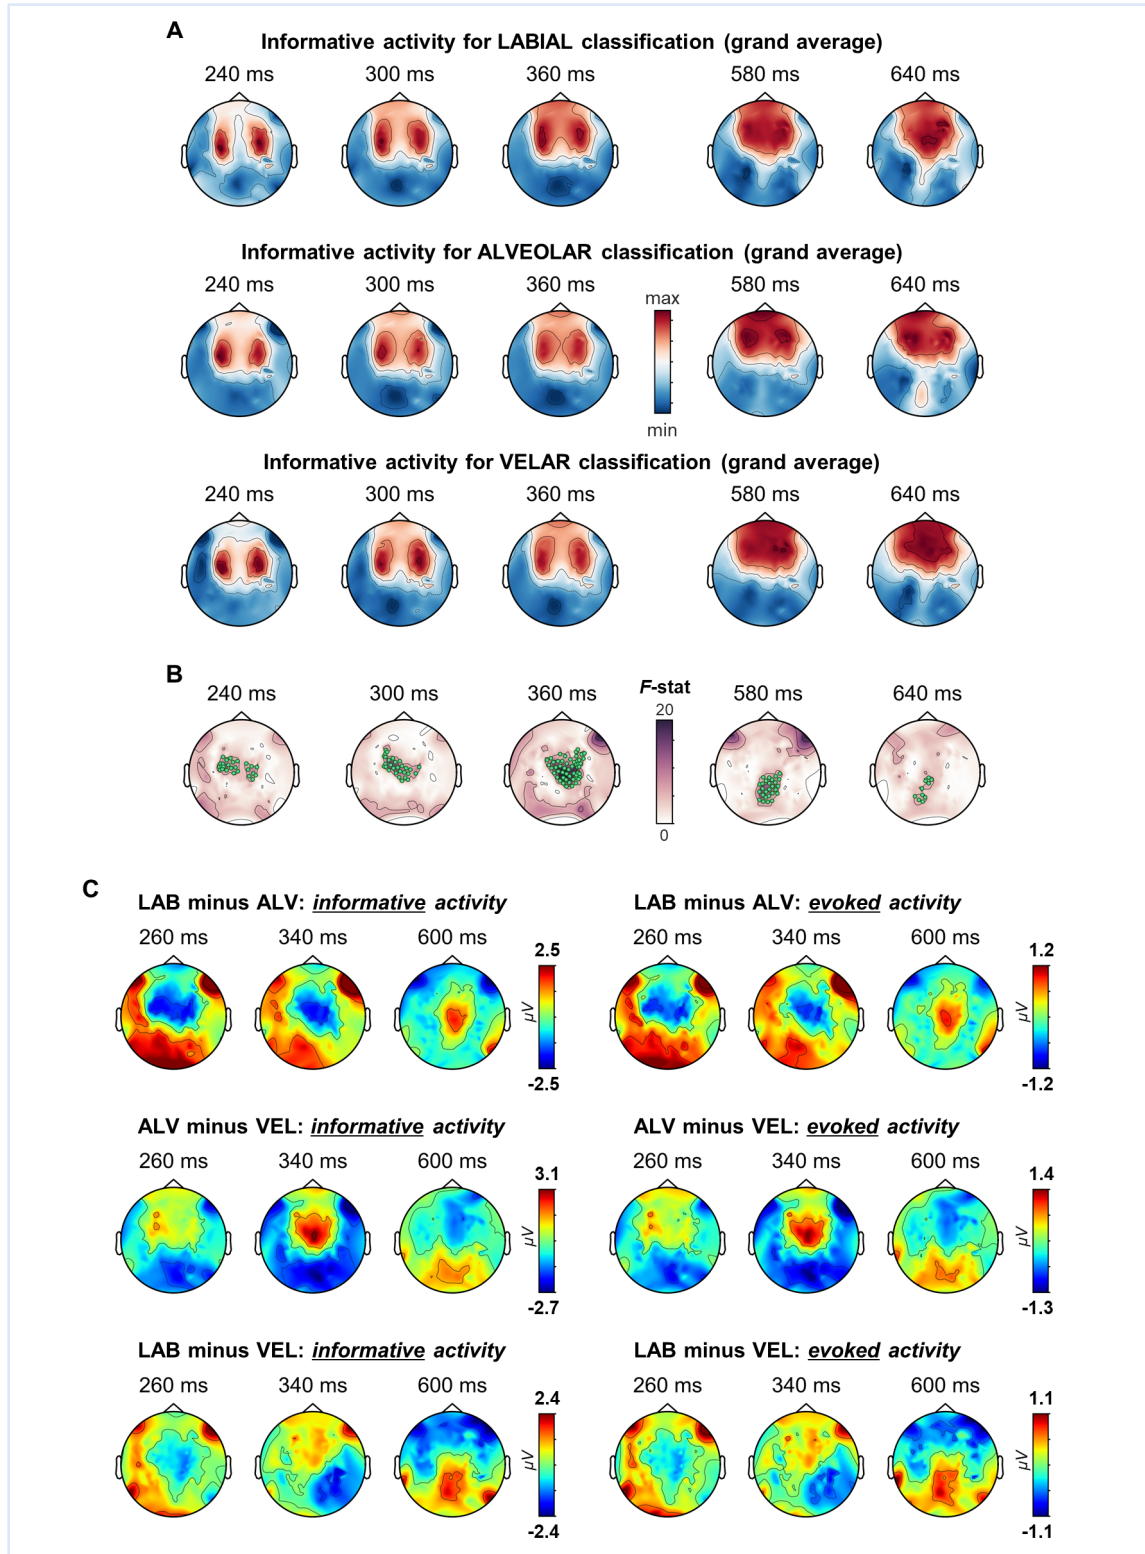 A
Informative activity for LABIAL classification (grand average)
240 ms 300 ms 360 ms 580 ms 640 ms
Informative activity for ALVEOLAR classification (grand average)
240 ms 300 ms 360 ms 580 ms 640 ms
max
min
Informative activity for VELAR classification (grand average)
240 ms 300 ms 360 ms 580 ms 640 ms
B
240 ms 300 ms 360 ms F-stat 580 ms 640 ms
20
0
C
LAB minus ALV: informative activity
260 ms 340 ms 600 ms
2.5
µV
-2.5
LAB minus ALV: evoked activity
260 ms 340 ms 600 ms
1.2
µV
-1.2
ALV minus VEL: informative activity
260 ms 340 ms 600 ms
3.1
µV
-2.7
ALV minus VEL: evoked activity
260 ms 340 ms 600 ms
1.4
µV
-1.3
LAB minus VEL: informative activity
260 ms 340 ms 600 ms
2.4
µV
-2.4
LAB minus VEL: evoked activity
260 ms 340 ms 600 ms
1.1
µV
-1.1